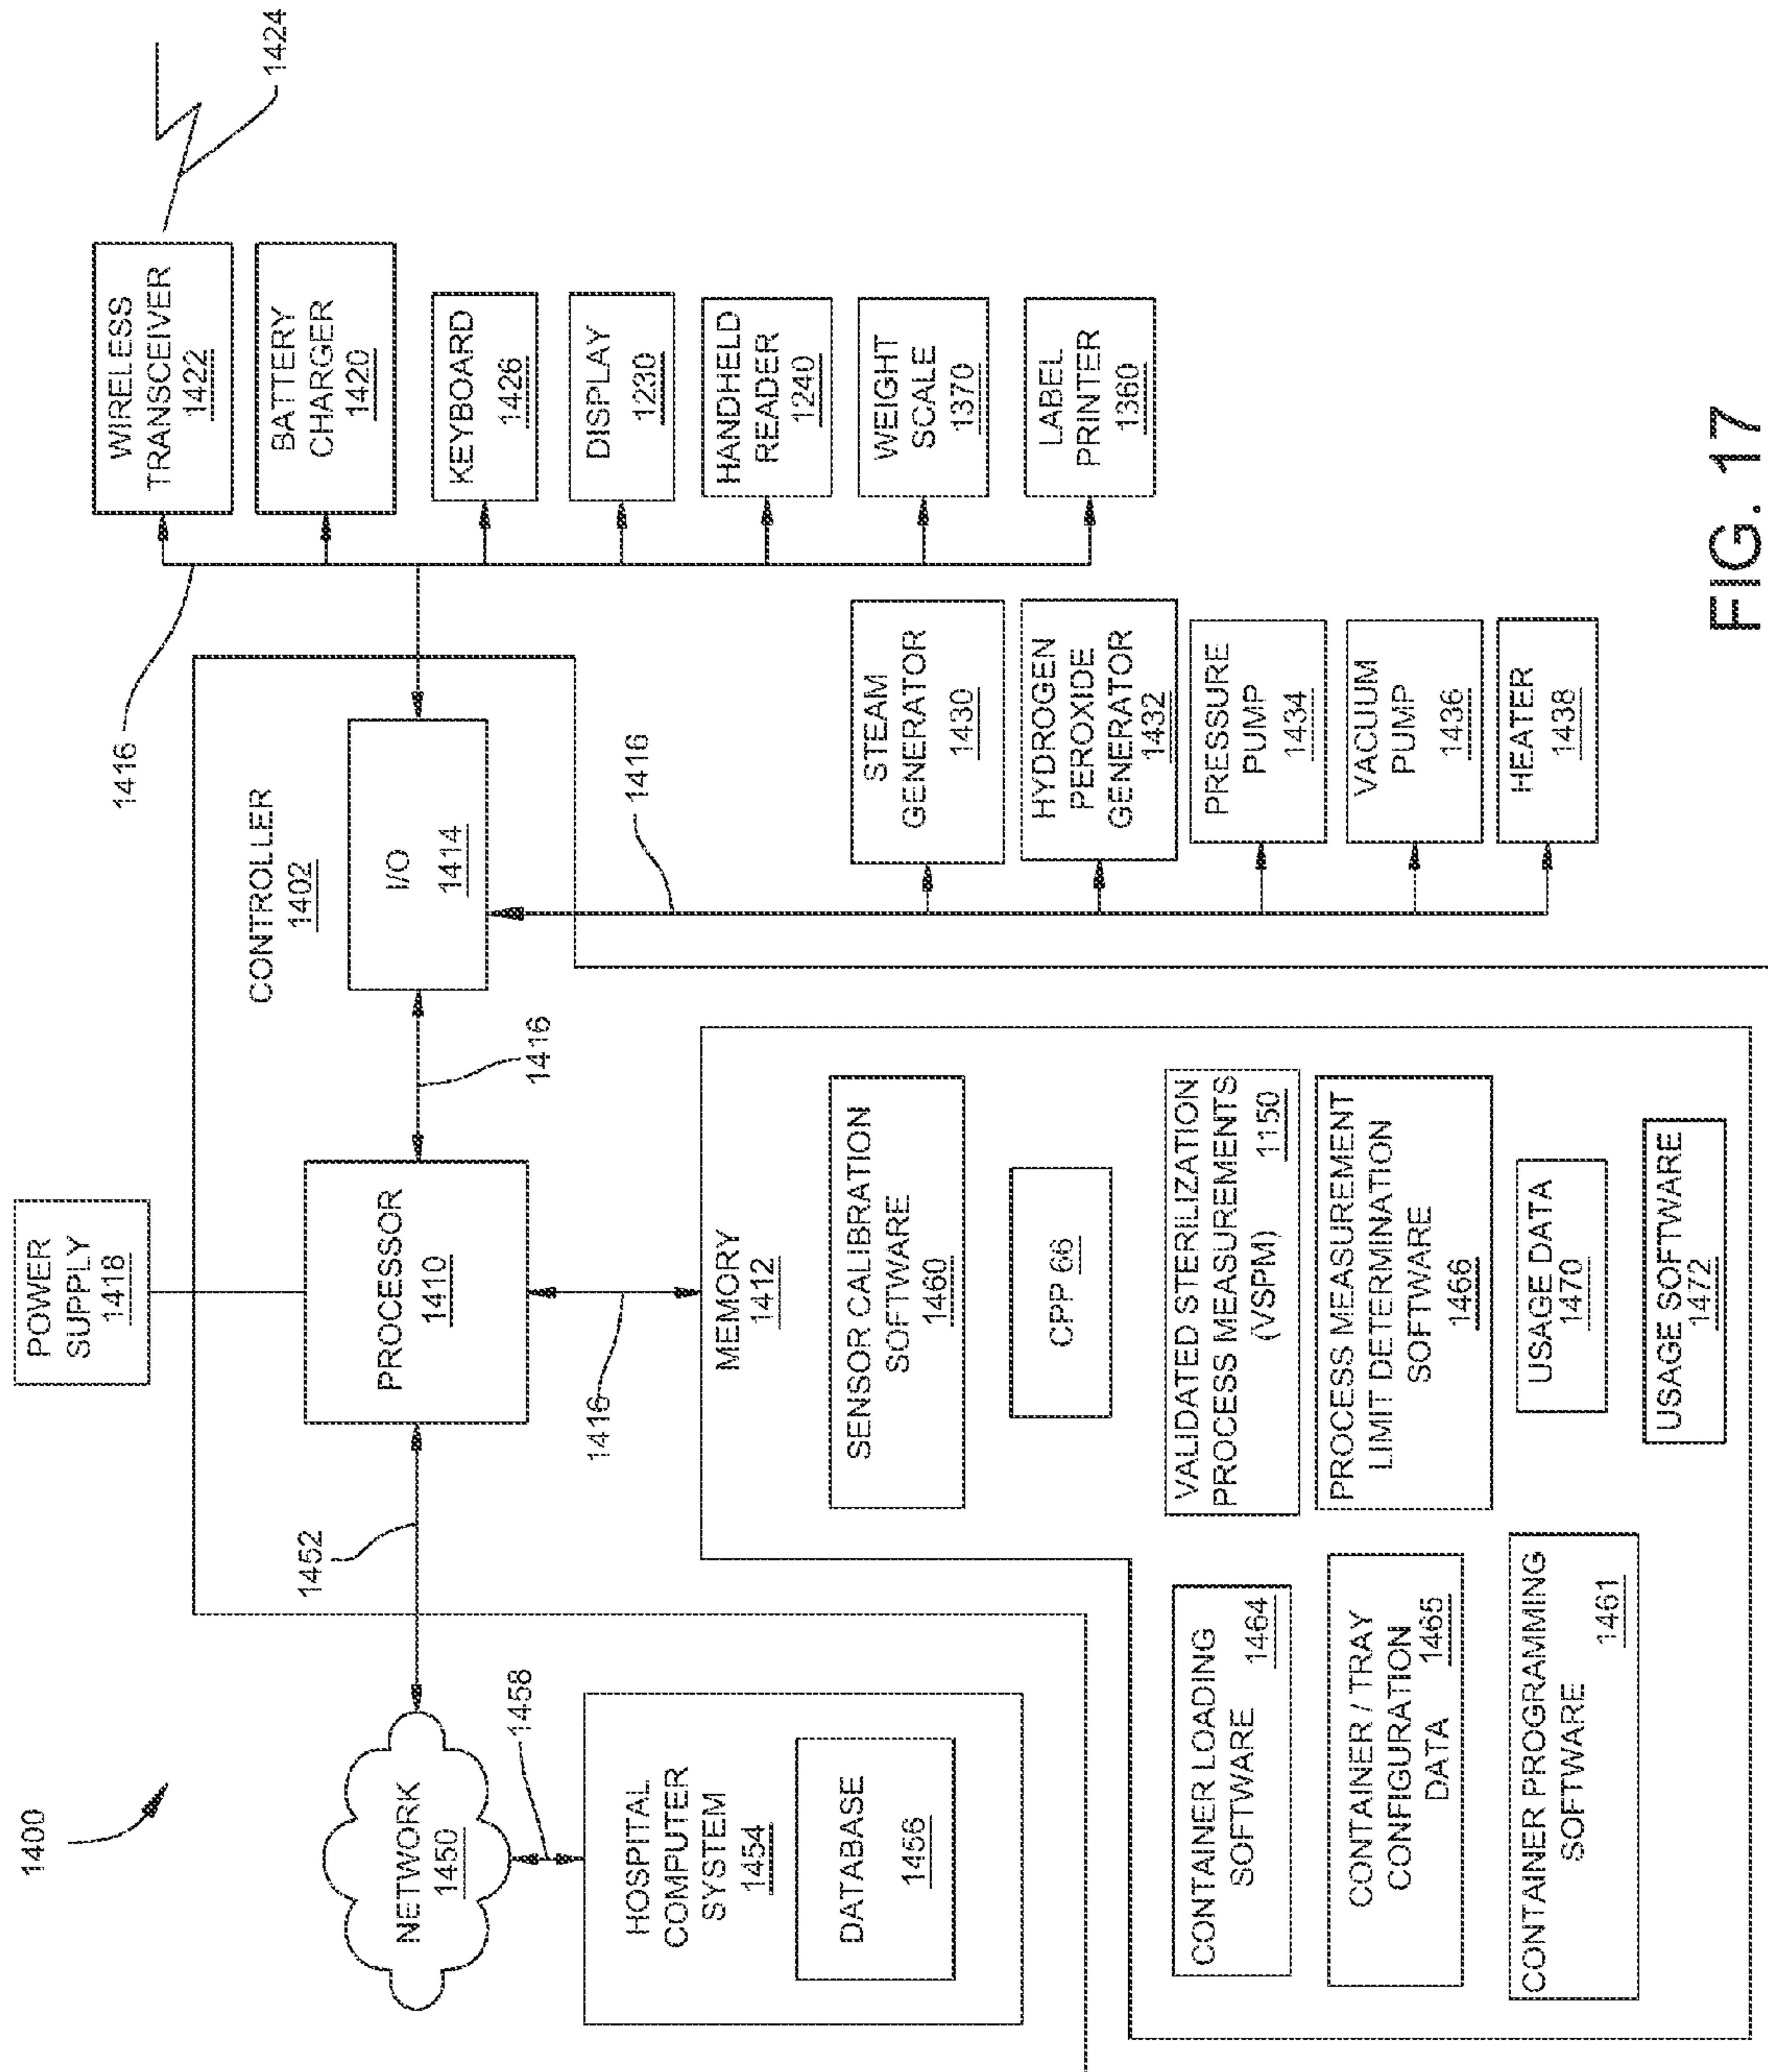 1400
POWER
SUPPLY
1418
1424
WIRELESS
TRANSCEIVER
1422
BATTERY
CHARGER
1420
KEYBOARD
1426
DISPLAY
1230
HANDHELD
READER
1240
WEIGHT
SCALE
1370
LABEL
PRINTER
1360
1416
CONTROLLER
1402
I/O
1414
1416
PROCESSOR
1410
1416
1452
NETWORK
1450
1458
HOSPITAL
COMPUTER
SYSTEM
1454
DATABASE
1456
1416
STEAM
GENERATOR
1430
HYDROGEN
PEROXIDE
GENERATOR
1432
PRESSURE
PUMP
1434
VACUUM
PUMP
1436
HEATER
1438
MEMORY
1412
SENSOR CALIBRATION
SOFTWARE
1460
CPP 66
VALIDATED STERILIZATION
PROCESS MEASUREMENTS
(VSPM) 1150
PROCESS MEASUREMENT
LIMIT DETERMINATION
SOFTWARE
1466
USAGE DATA
1470
USAGE SOFTWARE
1472
CONTAINER LOADING
SOFTWARE
1464
CONTAINER / TRAY
CONFIGURATION
DATA 1465
CONTAINER PROGRAMMING
SOFTWARE
1461
FIG. 17